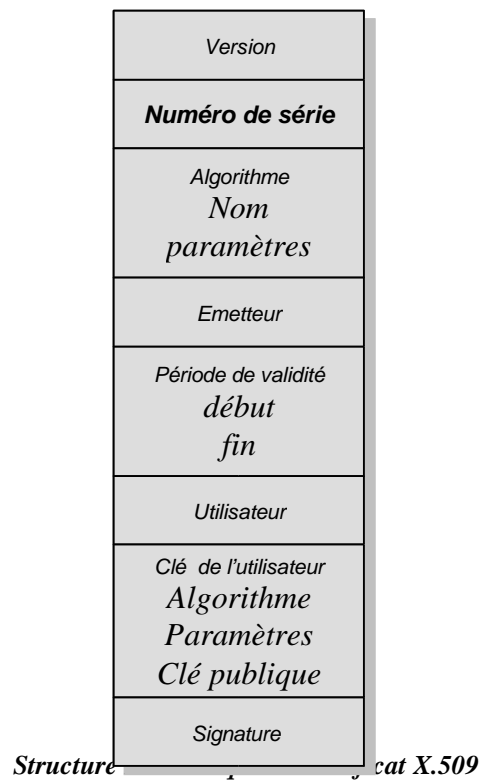 Version
Numéro de série
Algorithme
Nom
paramètres
Emetteur
Période de validité
début
fin
Utilisateur
Clé de l'utilisateur
Algorithme
Paramètres
Clé publique
Signature
Structure cat X.509